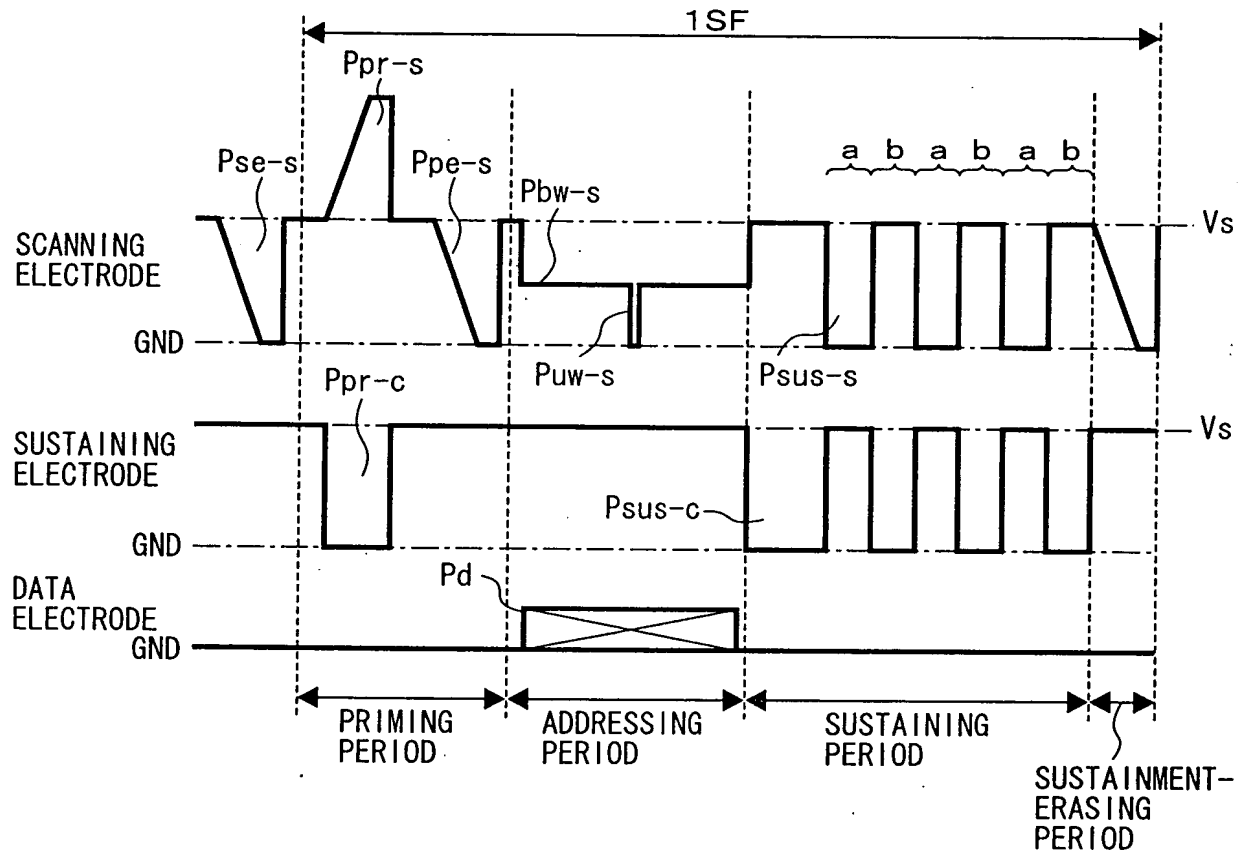 1SF
Ppr-s
a b a b a b
Pse-s
Ppe-s
Pbw-s
Vs
SCANNING
ELECTRODE
GND
Puw-s
Psus-s
Ppr-c
Vs
SUSTAINING
ELECTRODE
Psus-c
GND
DATA
ELECTRODE
Pd
GND
PRIMING
PERIOD
ADDRESSING
PERIOD
SUSTAINING
PERIOD
SUSTAINMENT-
ERASING
PERIOD